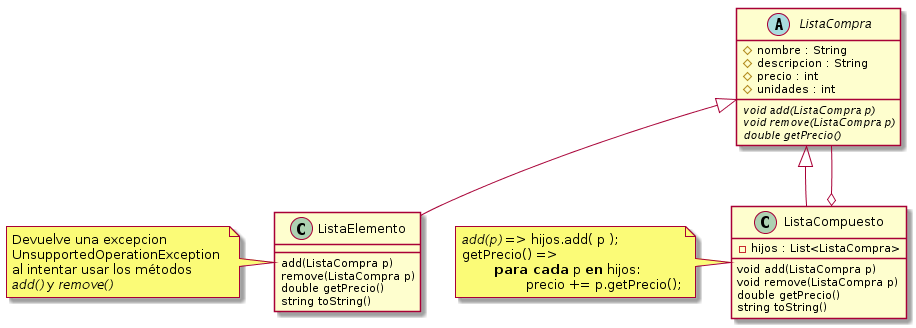 A ListaCompra
nombre : String
descripcion : String
precio : int
unidades : int
void add(ListaCompra p)
void remove(ListaCompra p)
double getPrecio()
Devuelve una excepcion
UnsupportedOperationException
al intentar usar los métodos
add() y remove()
C ListaElemento
add(ListaCompra p)
remove(ListaCompra p)
double getPrecio()
string toString()
add(p) => hijos.add( p );
getPrecio() =>
para cada p en hijos:
precio += p.getPrecio();
C ListaCompuesto
hijos : List<ListaCompra>
void add(ListaCompra p)
void remove(ListaCompra p)
double getPrecio()
string toString()